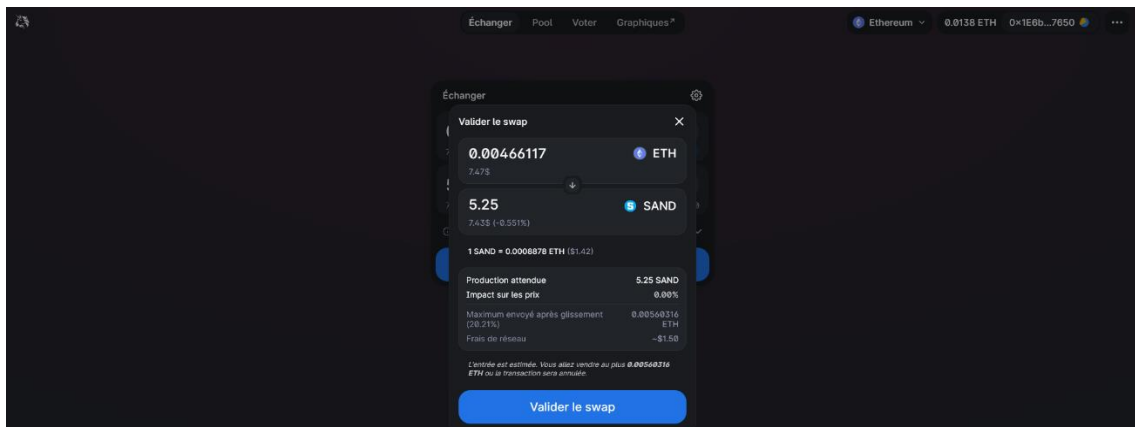 Échanger Pool Voter Graphiques↗
Ethereum 0.0138 ETH 0×1E6b...7650 ...
Échanger
Valider le swap
0.00466117 ETH
7.47$
5.25 SAND
7.43$ (-0.551%)
1 SAND = 0.0008878 ETH ($1.42)
Production attendue 5.25 SAND
Impact sur les prix 0.00%
Maximum envoyé après glissement 0.00560316
(20.21%) ETH
Frais de réseau ~$1.50
L'entrée est estimée. Vous allez vendre au plus 0.00560316
ETH ou la transaction sera annulée.
Valider le swap